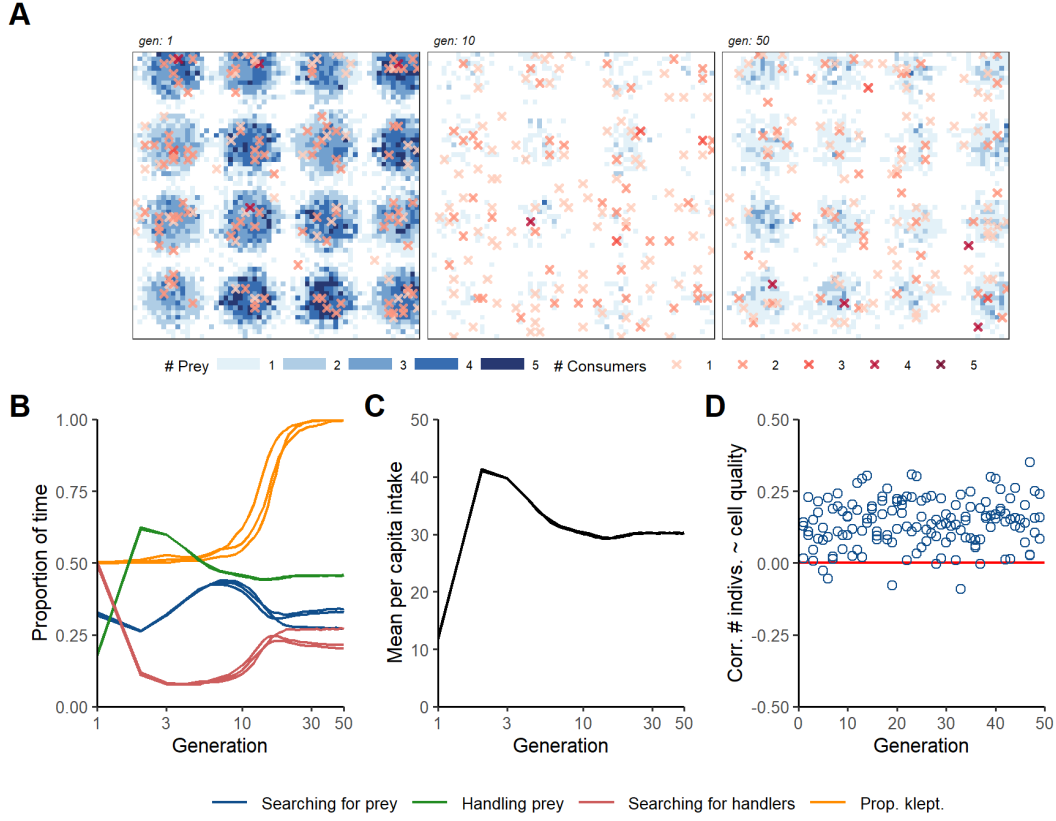 A
gen: 1
gen: 10
gen: 50
# Prey 1 2 3 4 5 # Consumers 1 2 3 4 5
B
Proportion of time
1.00
0.75
0.50
0.25
0.00
1 3 10 30 50
Generation
C
Mean per capita intake
50
40
30
20
10
0
1 3 10 30 50
Generation
D
Corr. # indivs. ~ cell quality
0.50
0.25
0.00
-0.25
-0.50
0 10 20 30 40 50
Generation
Searching for prey Handling prey Searching for handlers Prop. klept.